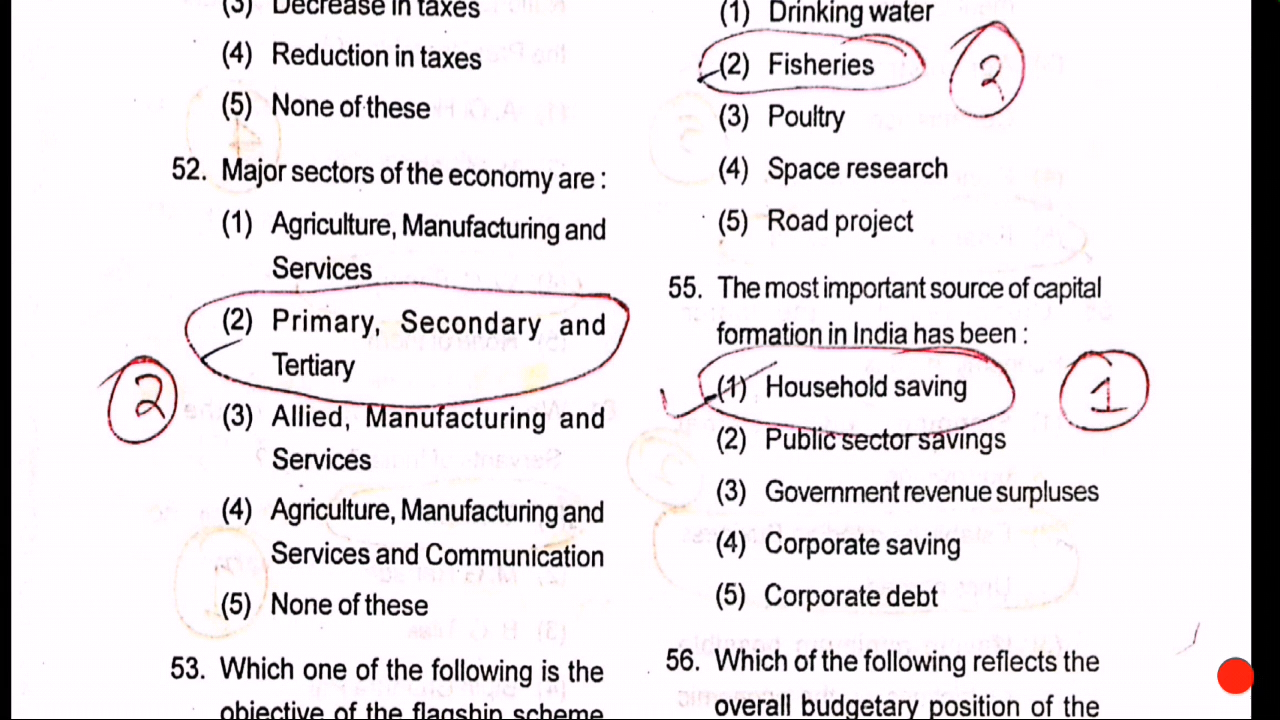 (3) Decrease in taxes
(4) Reduction in taxes
(5) None of these
52. Major sectors of the economy are :
(1) Agriculture, Manufacturing and
Services
(2) Primary, Secondary and
Tertiary
2
(3) Allied, Manufacturing and
Services
(4) Agriculture, Manufacturing and
Services and Communication
(5) None of these
53. Which one of the following is the
objective of the flagship scheme
(1) Drinking water
(2) Fisheries
2
(3) Poultry
(4) Space research
(5) Road project
55. The most important source of capital
formation in India has been :
(1) Household saving
1
(2) Public sector savings
(3) Government revenue surpluses
(4) Corporate saving
(5) Corporate debt
56. Which of the following reflects the
overall budgetary position of the